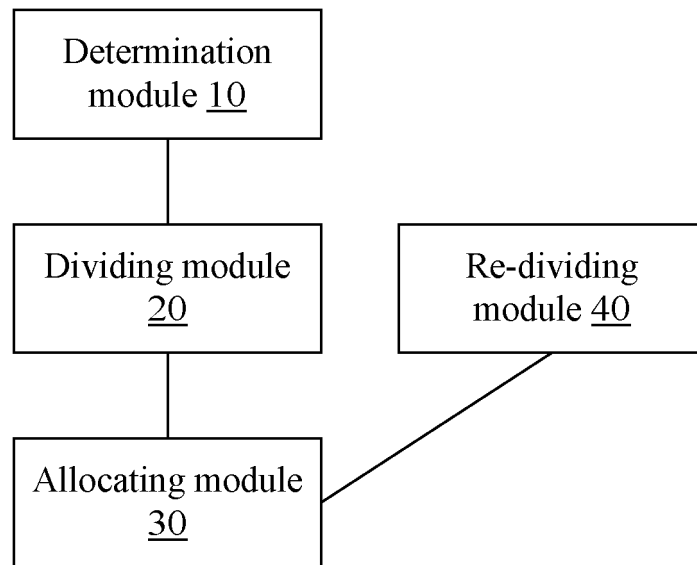 Determination
module 10
Dividing module
20
Re-dividing
module 40
Allocating module
30